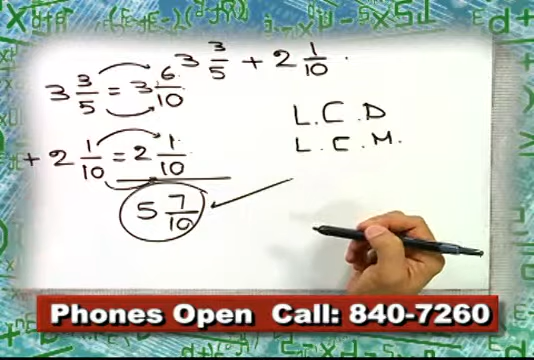 3 3/5 + 2 1/10
3 3/5 = 3 6/10
+ 2 1/10 = 2 1/10
5 7/10
L.C.D
L.C.M.
Phones Open Call: 840-7260